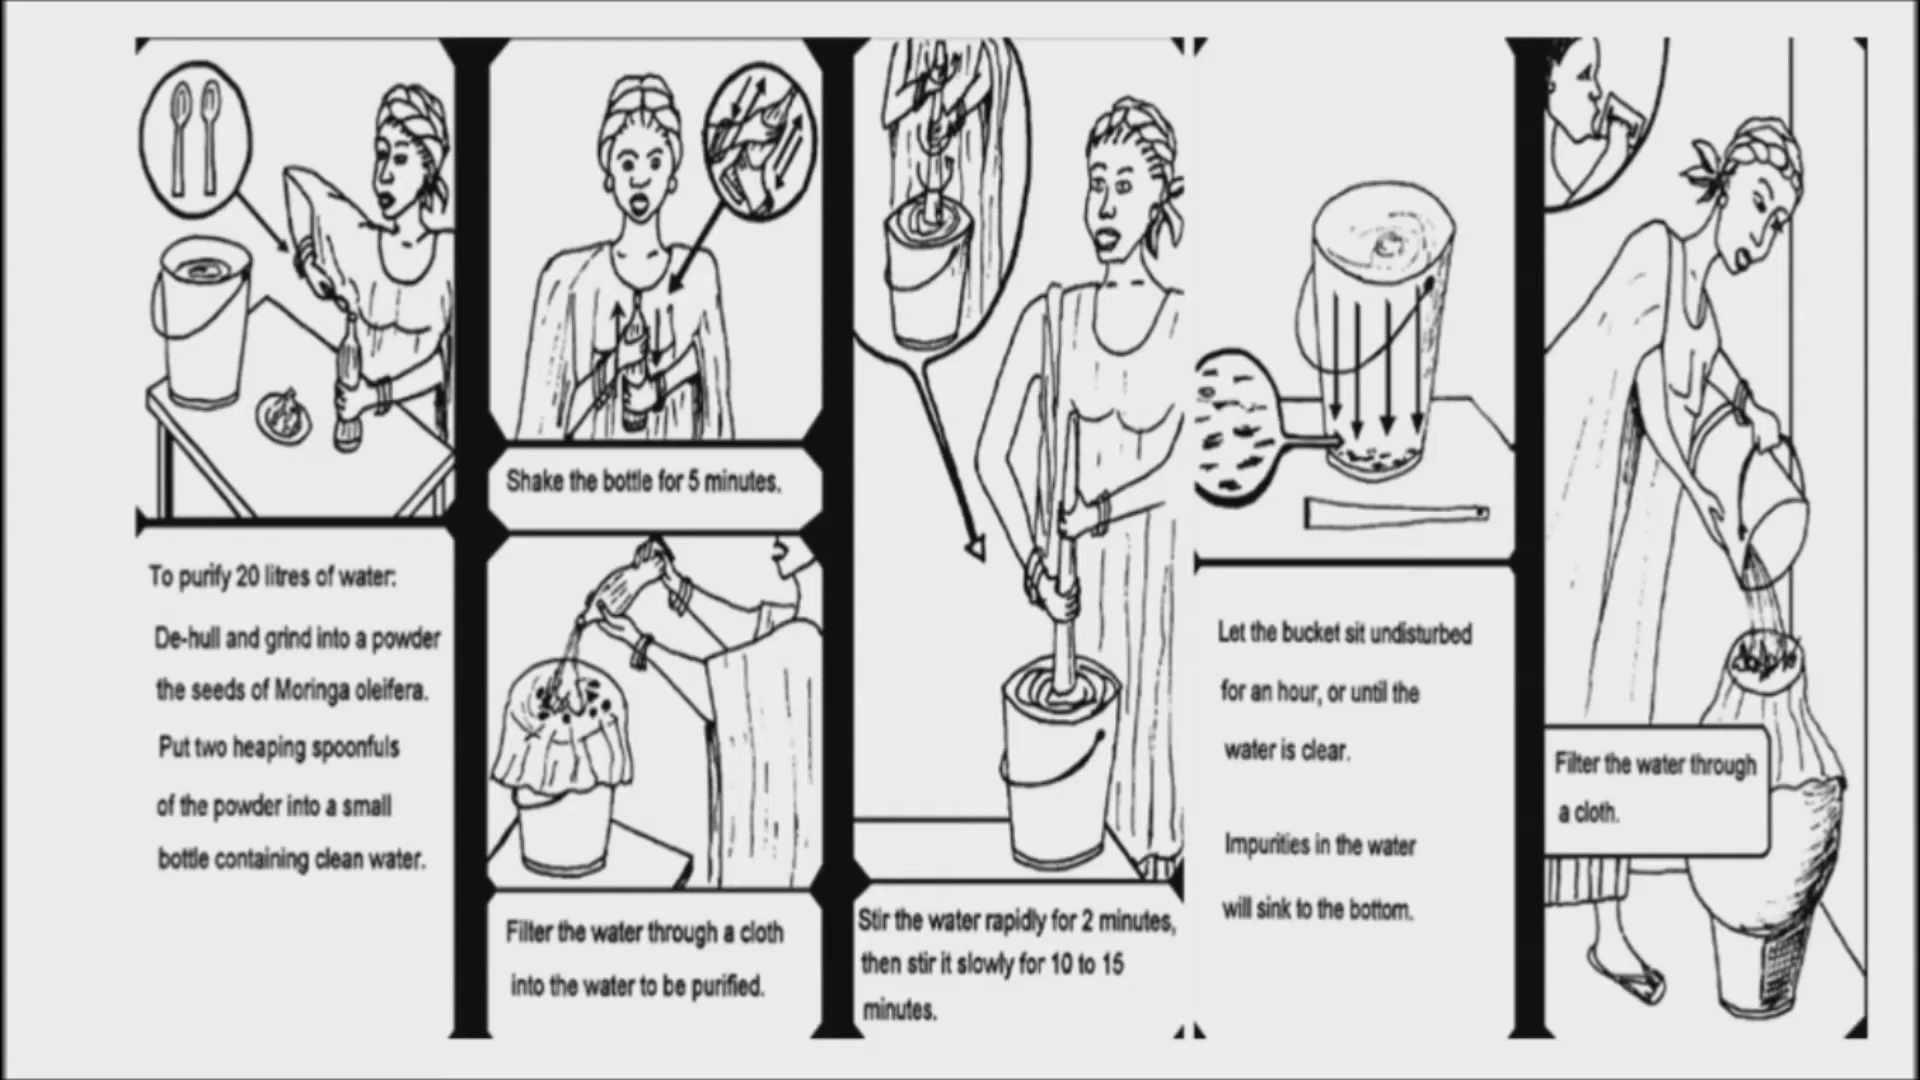 To purify 20 litres of water:
De-hull and grind into a powder
the seeds of Moringa oleifera.
Put two heaping spoonfuls
of the powder into a small
bottle containing clean water.
Shake the bottle for 5 minutes.
Filter the water through a cloth
into the water to be purified.
Stir the water rapidly for 2 minutes,
then stir it slowly for 10 to 15
minutes.
Let the bucket sit undisturbed
for an hour, or until the
water is clear.
Impurities in the water
will sink to the bottom.
Filter the water through
a cloth.